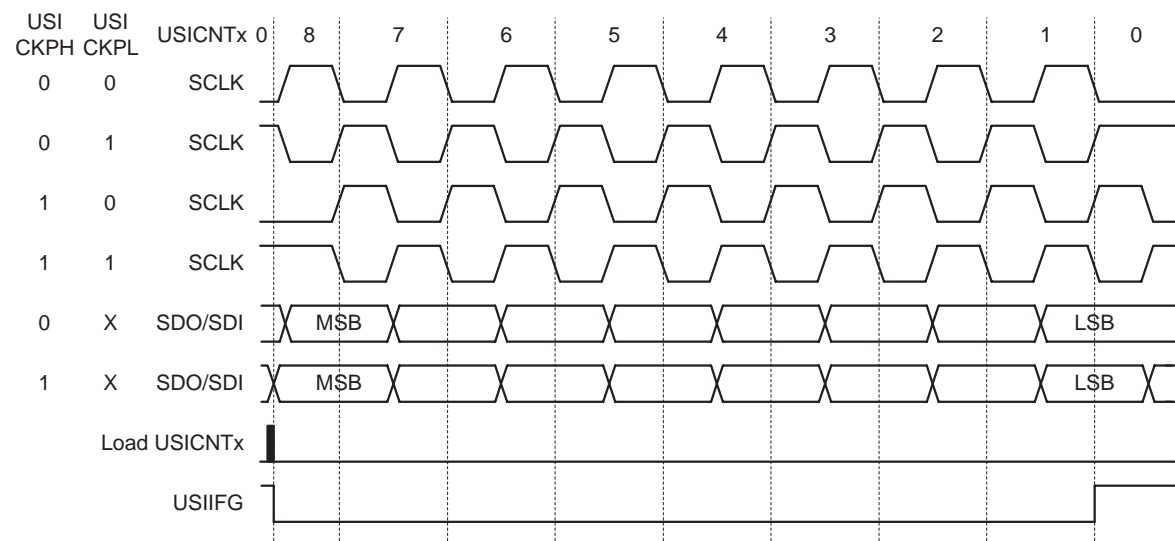 USI USI
CKPH CKPL USICNTx 0 8 7 6 5 4 3 2 1 0
0 0 SCLK
0 1 SCLK
1 0 SCLK
1 1 SCLK
0 X SDO/SDI MSB LSB
1 X SDO/SDI MSB LSB
Load USICNTx
USIIFG